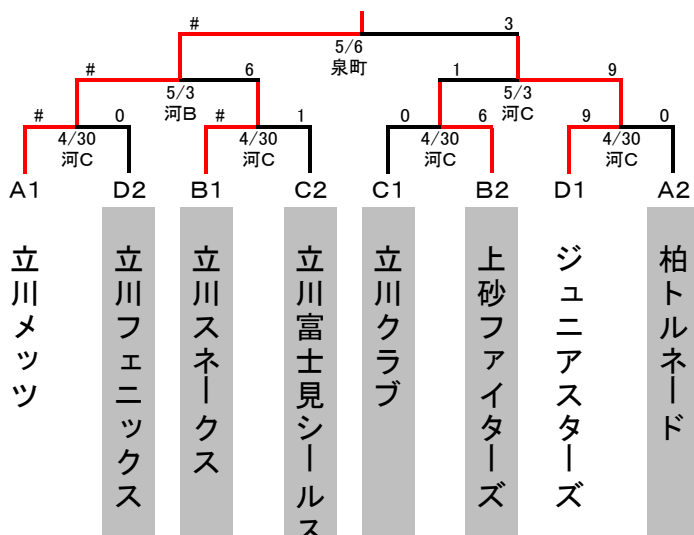 # 3
5/6
泉町
# 6 1 9
5/3 5/3
河B 河C
# 0 # 1 0 6 9 0
4/30 4/30 4/30 4/30
河C 河C 河C 河C
A1 D2 B1 C2 C1 B2 D1 A2
立川メッツ
立川フェニックス
立川スネークス
立川富士見シールス
立川クラブ
上砂ファイターズ
ジュニアスターズ
柏トルネード